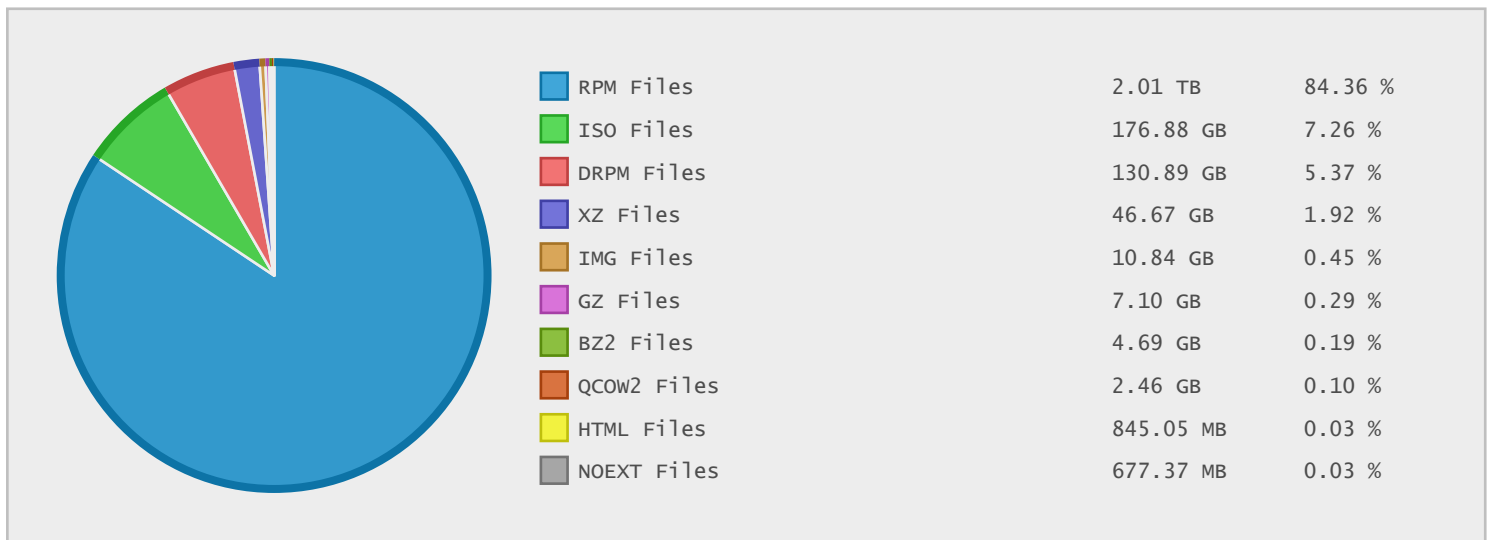 RPM Files 2.01 TB 84.36 %
ISO Files 176.88 GB 7.26 %
DRPM Files 130.89 GB 5.37 %
XZ Files 46.67 GB 1.92 %
IMG Files 10.84 GB 0.45 %
GZ Files 7.10 GB 0.29 %
BZ2 Files 4.69 GB 0.19 %
QCOW2 Files 2.46 GB 0.10 %
HTML Files 845.05 MB 0.03 %
NOEXT Files 677.37 MB 0.03 %